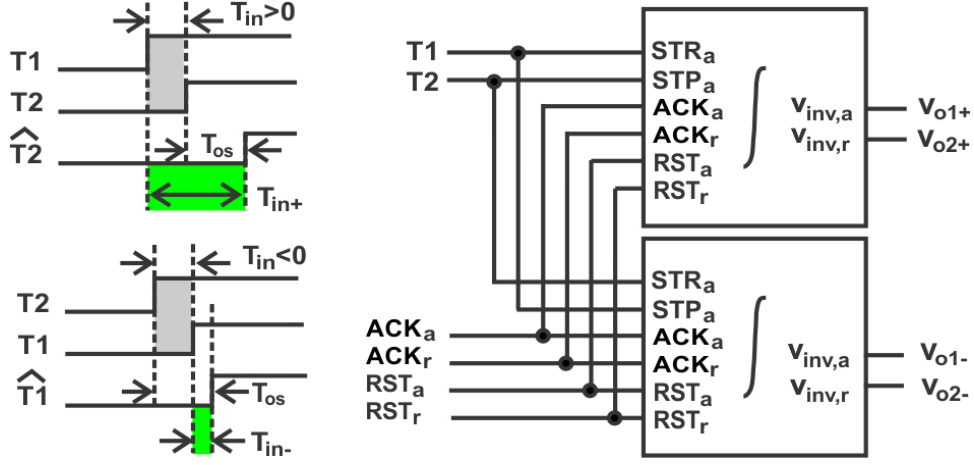 Tin>0
T1
T2
T̂2
Tos
Tin+
Tin<0
T2
T1
T̂1
Tos
Tin-
T1
T2
STRa
STPa
ACKa
ACKr
RSTa
RSTr
∫
vinv,a
vinv,r
vo1+
vo2+
ACKa
ACKr
RSTa
RSTr
STRa
STPa
ACKa
ACKr
RSTa
RSTr
∫
vinv,a
vinv,r
vo1-
vo2-